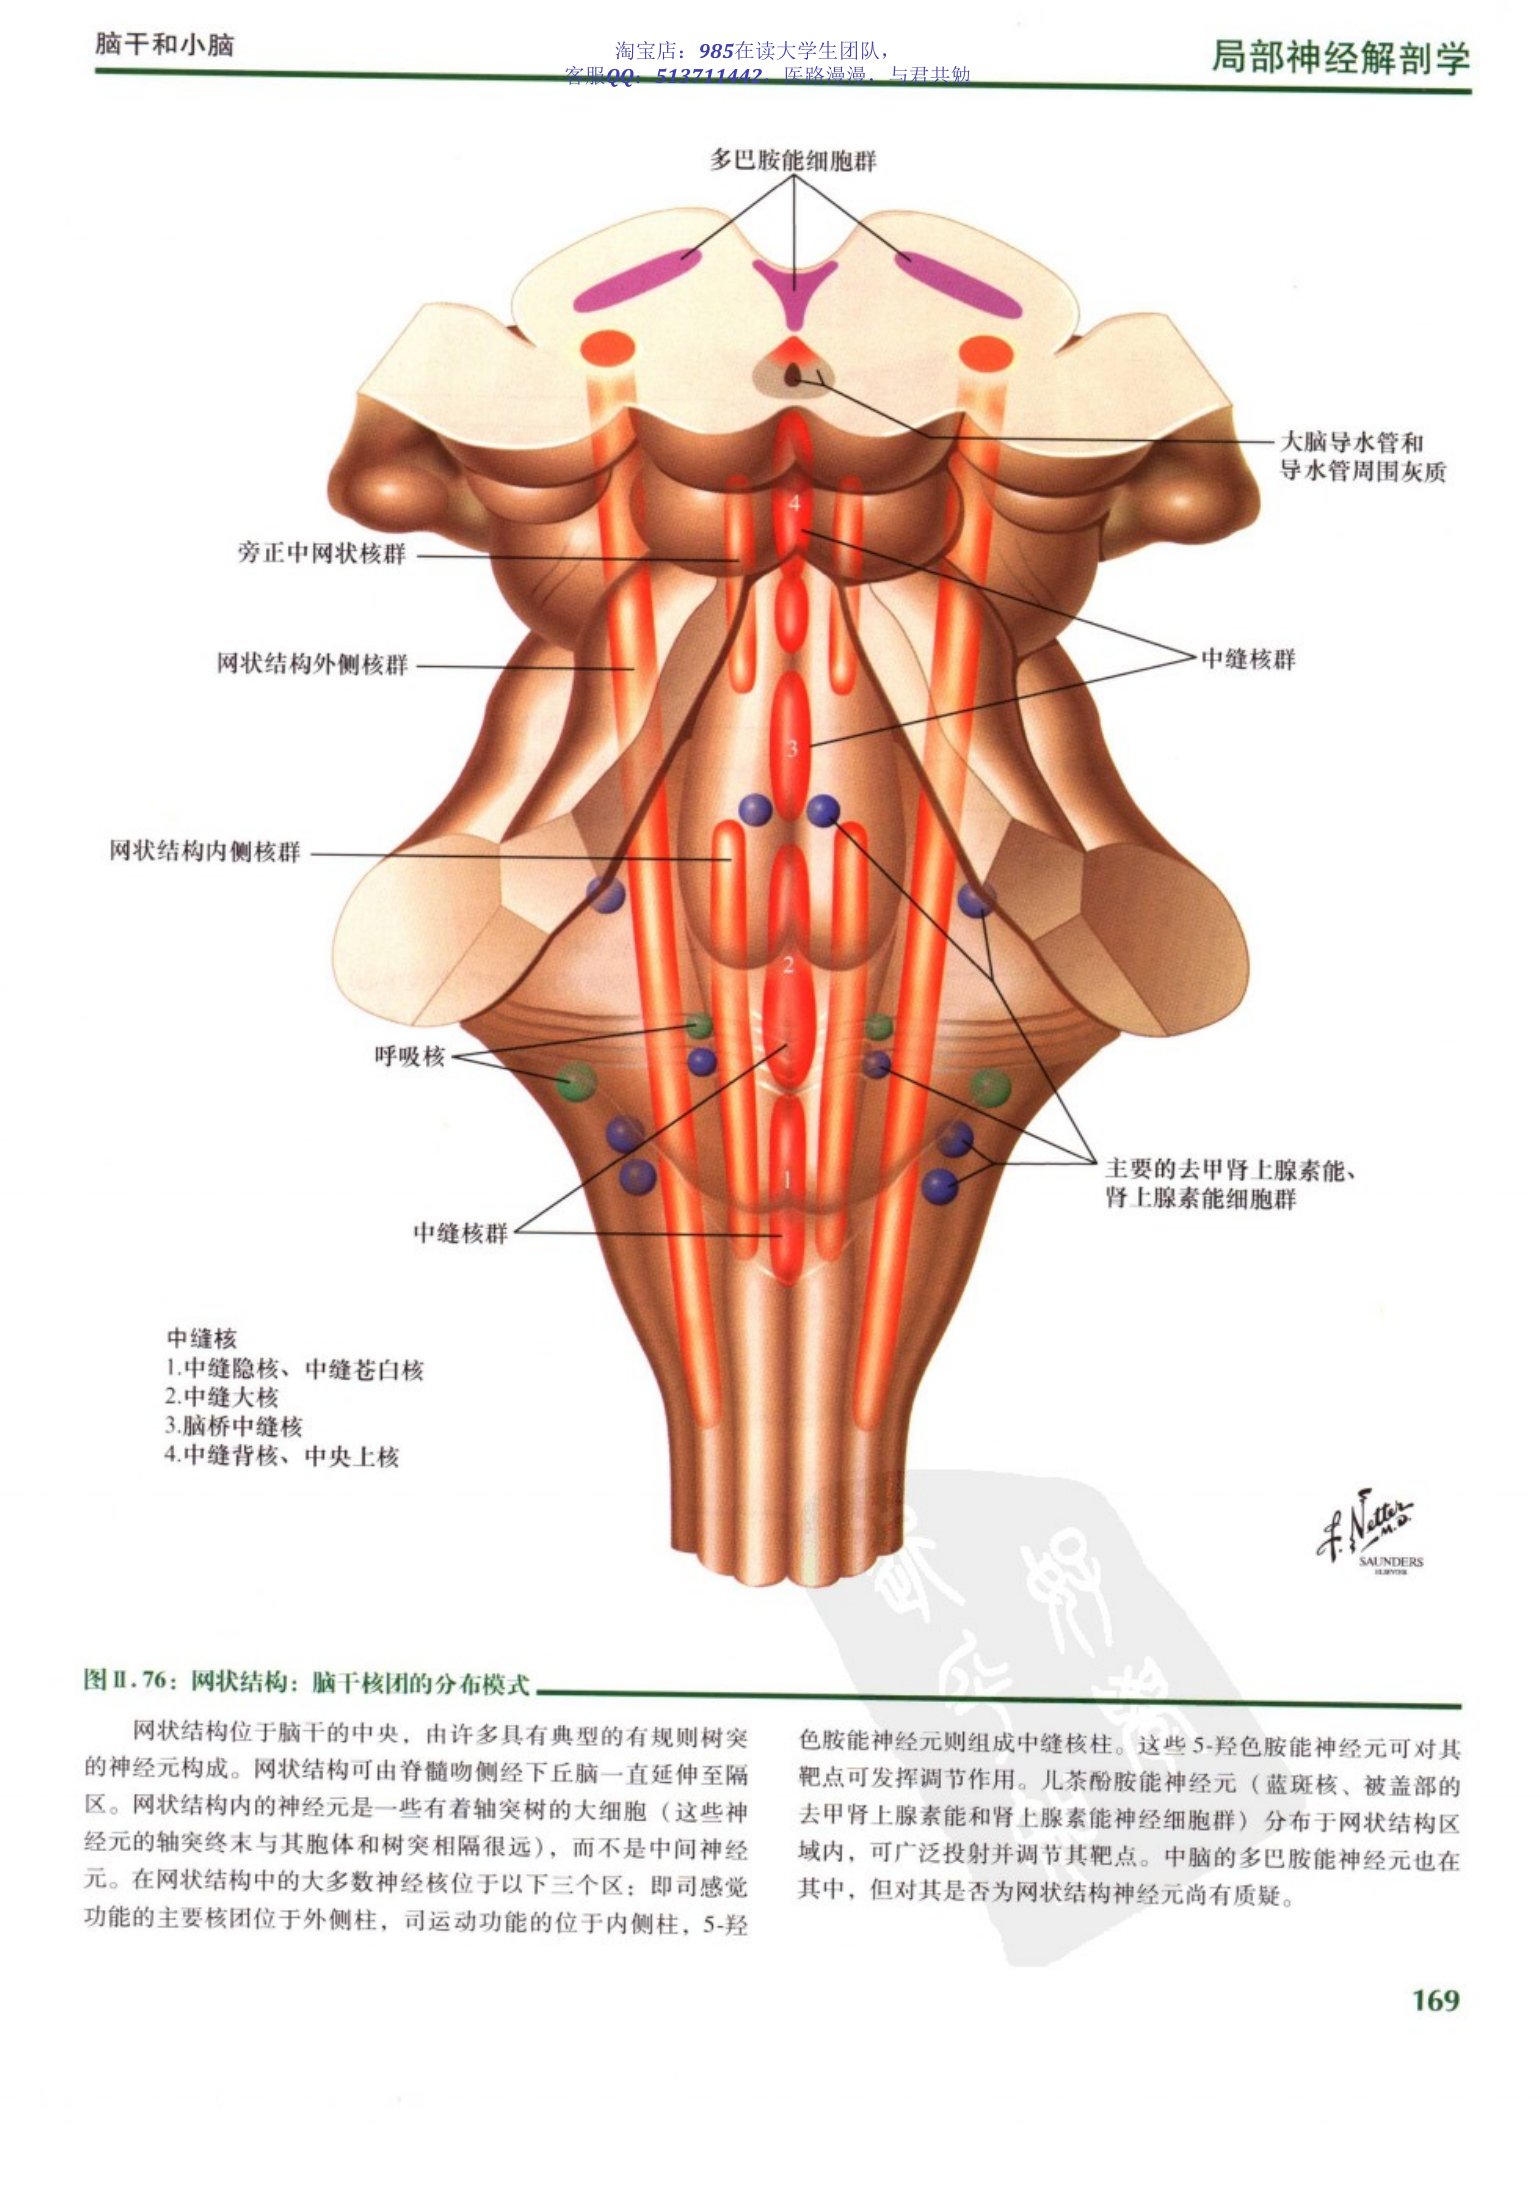 脑干和小脑
淘宝店：985在读大学生团队，
客服QQ：513711442，医路漫漫，与君共勉
局部神经解剖学
多巴胺能细胞群
大脑导水管和
导水管周围灰质
4
旁正中网状核群
网状结构外侧核群
中缝核群
3
网状结构内侧核群
2
呼吸核
1
主要的去甲肾上腺素能、
肾上腺素能细胞群
中缝核群
中缝核
1.中缝隐核、中缝苍白核
2.中缝大核
3.脑桥中缝核
4.中缝背核、中央上核
F. Netter
M.D.
SAUNDERS
ELSEVIER
图Ⅱ.76：网状结构：脑干核团的分布模式
网状结构位于脑干的中央，由许多具有典型的有规则树突
的神经元构成。网状结构可由脊髓吻侧经下丘脑一直延伸至隔
区。网状结构内的神经元是一些有着轴突树的大细胞（这些神
经元的轴突终末与其胞体和树突相隔很远），而不是中间神经
元。在网状结构中的大多数神经核位于以下三个区：即司感觉
功能的主要核团位于外侧柱，司运动功能的位于内侧柱，5-羟
色胺能神经元则组成中缝核柱。这些 5-羟色胺能神经元可对其
靶点可发挥调节作用。儿茶酚胺能神经元（蓝斑核、被盖部的
去甲肾上腺素能和肾上腺素能神经细胞群）分布于网状结构区
域内，可广泛投射并调节其靶点。中脑的多巴胺能神经元也在
其中，但对其是否为网状结构神经元尚有质疑。
169